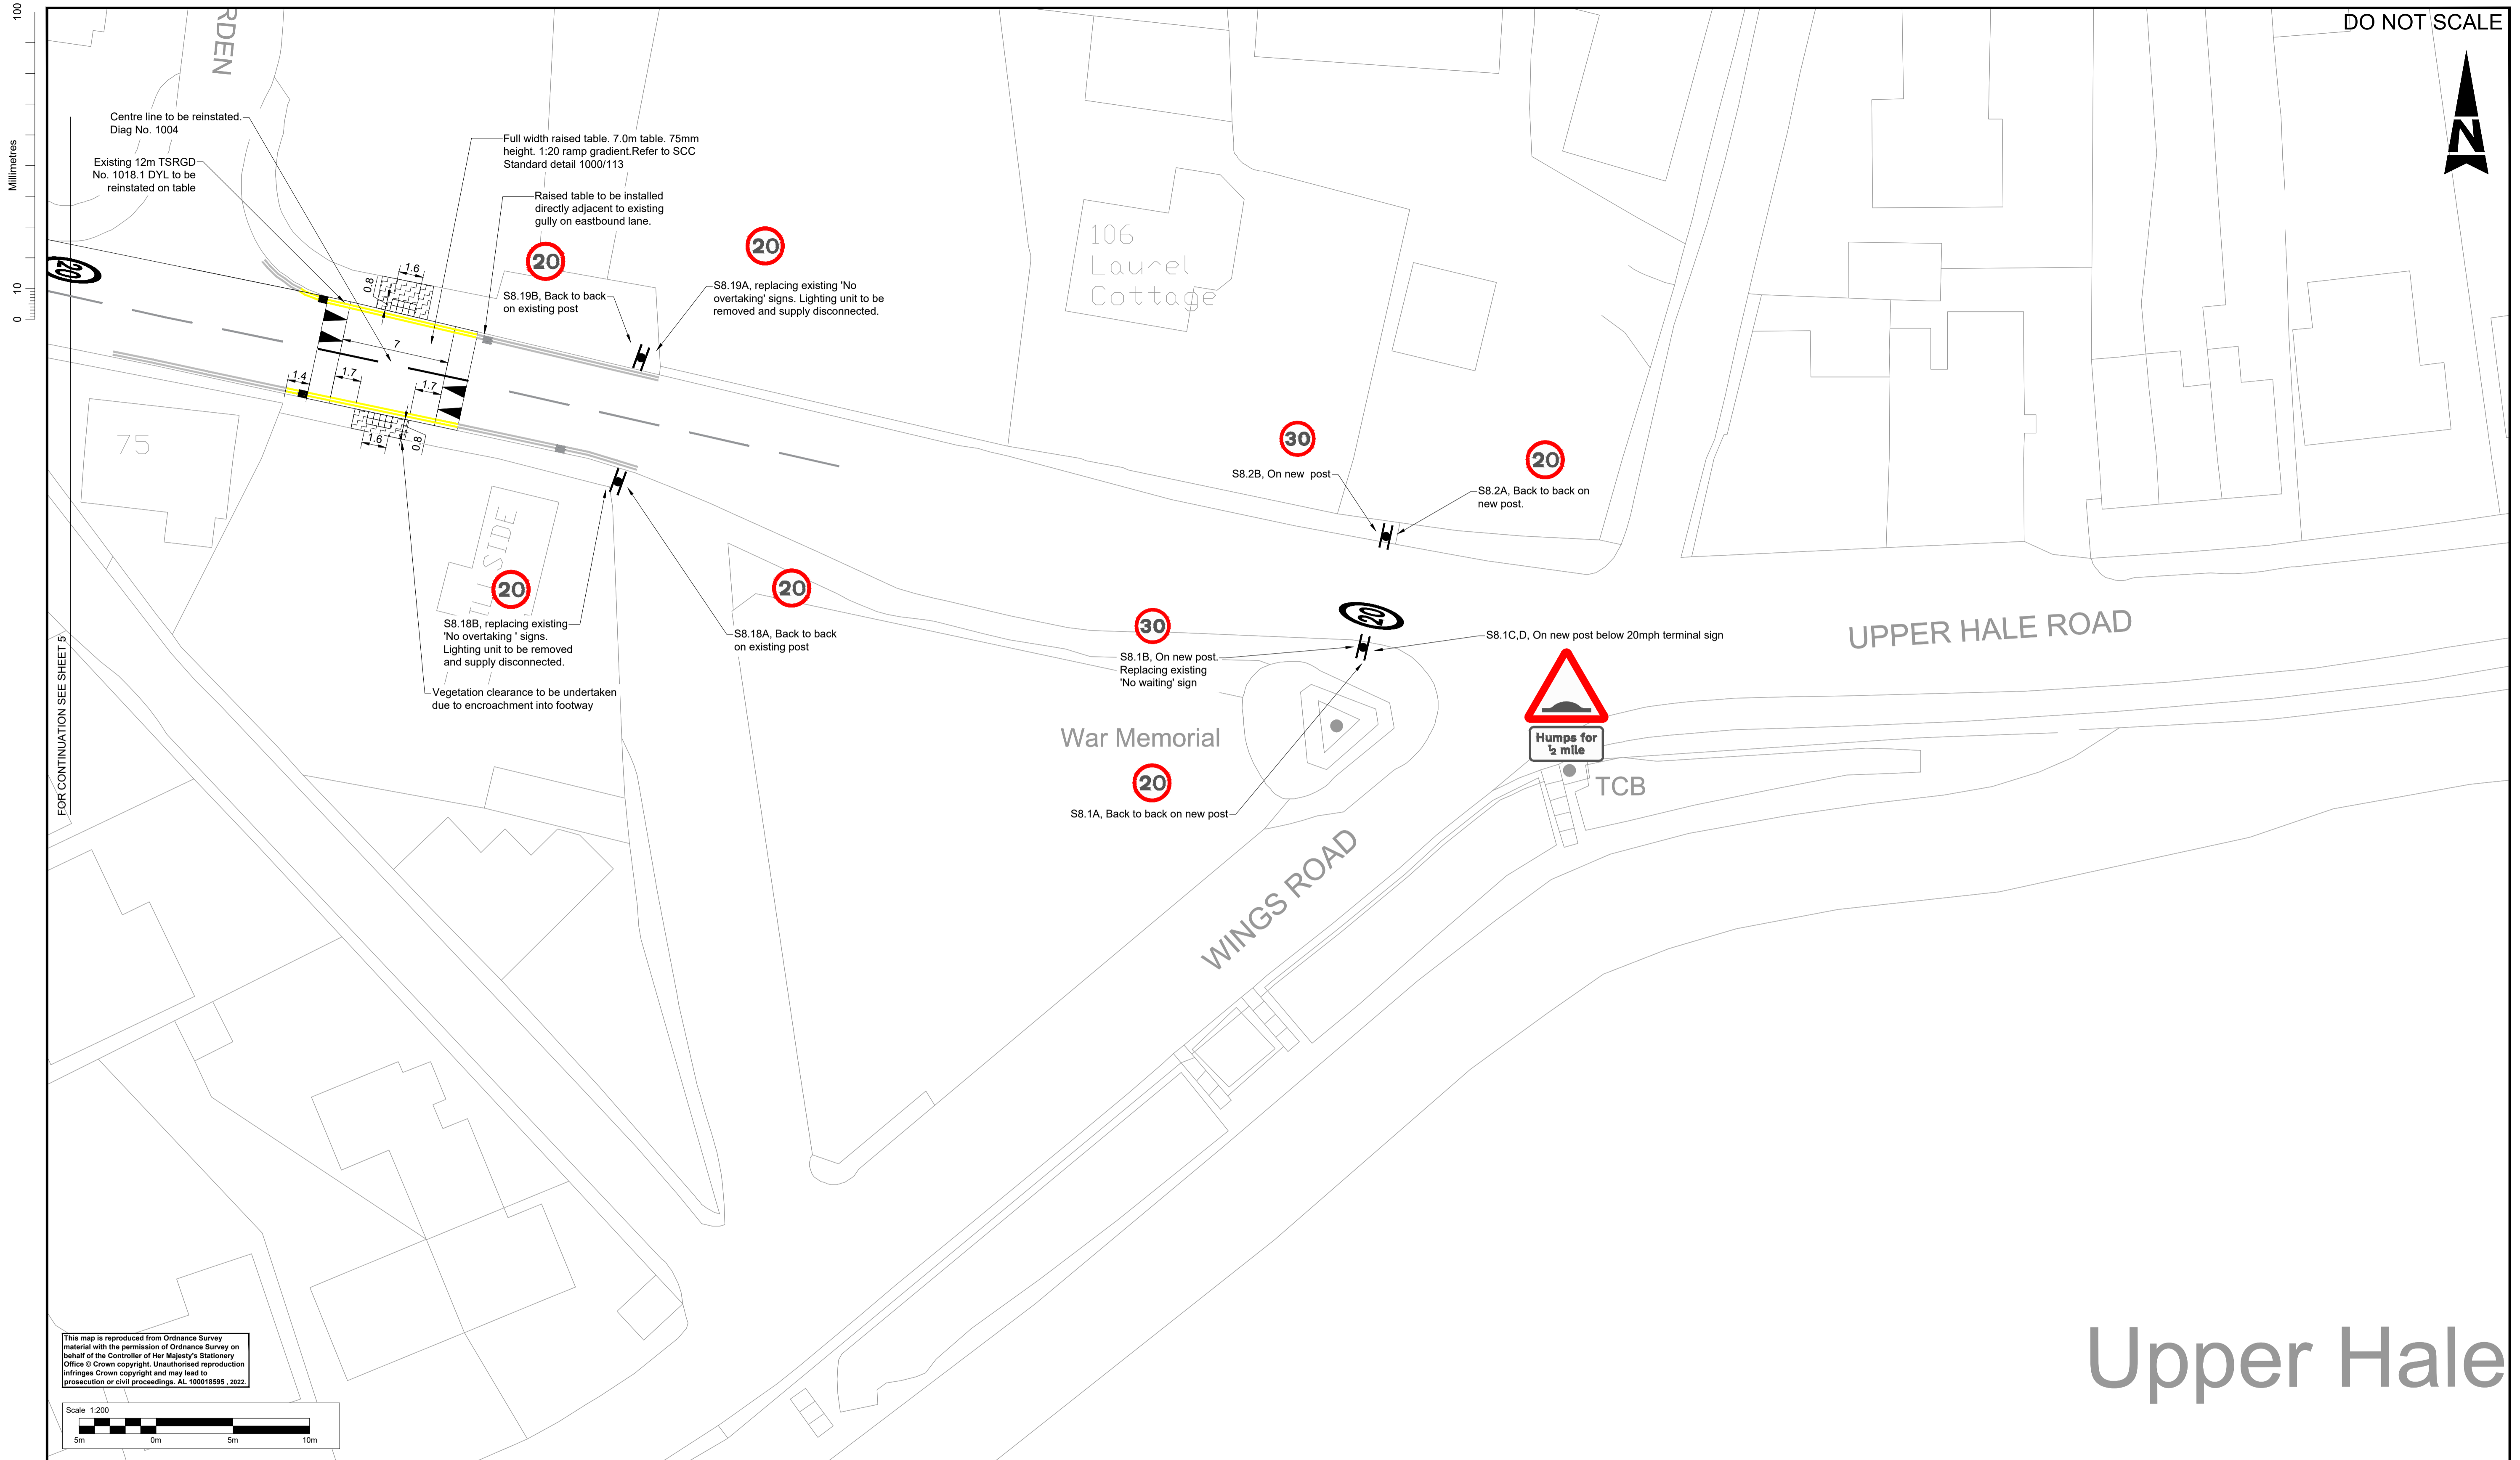 DO NOT SCALE
100
Millimetres
10
0
RDEN
N
Centre line to be reinstated.
Diag No. 1004
Existing 12m TSRGD
No. 1018.1 DYL to be
reinstated on table
Full width raised table. 7.0m table. 75mm
height. 1:20 ramp gradient.Refer to SCC
Standard detail 1000/113
Raised table to be installed
directly adjacent to existing
gully on eastbound lane.
20
20
20
S8.19B, Back to back
on existing post
S8.19A, replacing existing 'No
overtaking' signs. Lighting unit to be
removed and supply disconnected.
1.6
0.8
7
1.4
1.7
1.7
1.6
0.8
75
106
Laurel
Cottage
30
S8.2B, On new post
20
S8.2A, Back to back on
new post.
20
S8.18B, replacing existing
'No overtaking ' signs.
Lighting unit to be removed
and supply disconnected.
20
S8.18A, Back to back
on existing post
Vegetation clearance to be undertaken
due to encroachment into footway
30
S8.1B, On new post.
Replacing existing
'No waiting' sign
20
S8.1C,D, On new post below 20mph terminal sign
UPPER HALE ROAD
Humps for
½ mile
TCB
War Memorial
20
S8.1A, Back to back on new post
WINGS ROAD
FOR CONTINUATION SEE SHEET 5
Upper Hale
This map is reproduced from Ordnance Survey
material with the permission of Ordnance Survey on
behalf of the Controller of Her Majesty's Stationery
Office © Crown copyright. Unauthorised reproduction
infringes Crown copyright and may lead to
prosecution or civil proceedings. AL 100018595 , 2022.
Scale 1:200
5m 0m 5m 10m